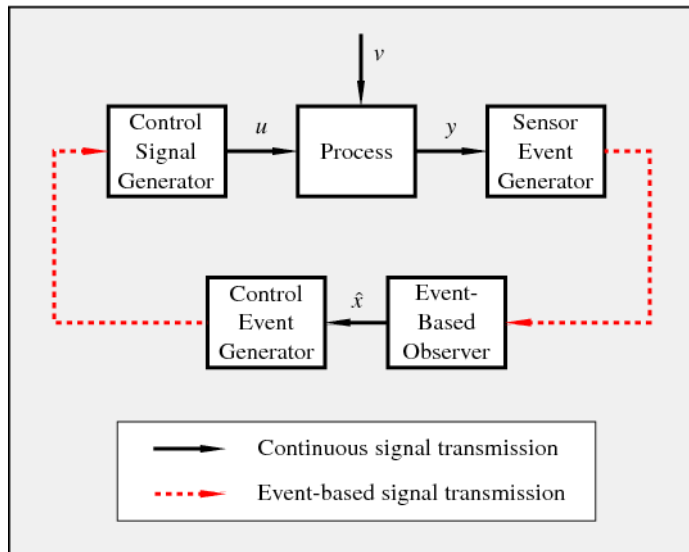 v
Control
Signal
Generator
u
Process
y
Sensor
Event
Generator
Control
Event
Generator
x̂
Event-
Based
Observer
Continuous signal transmission
Event-based signal transmission